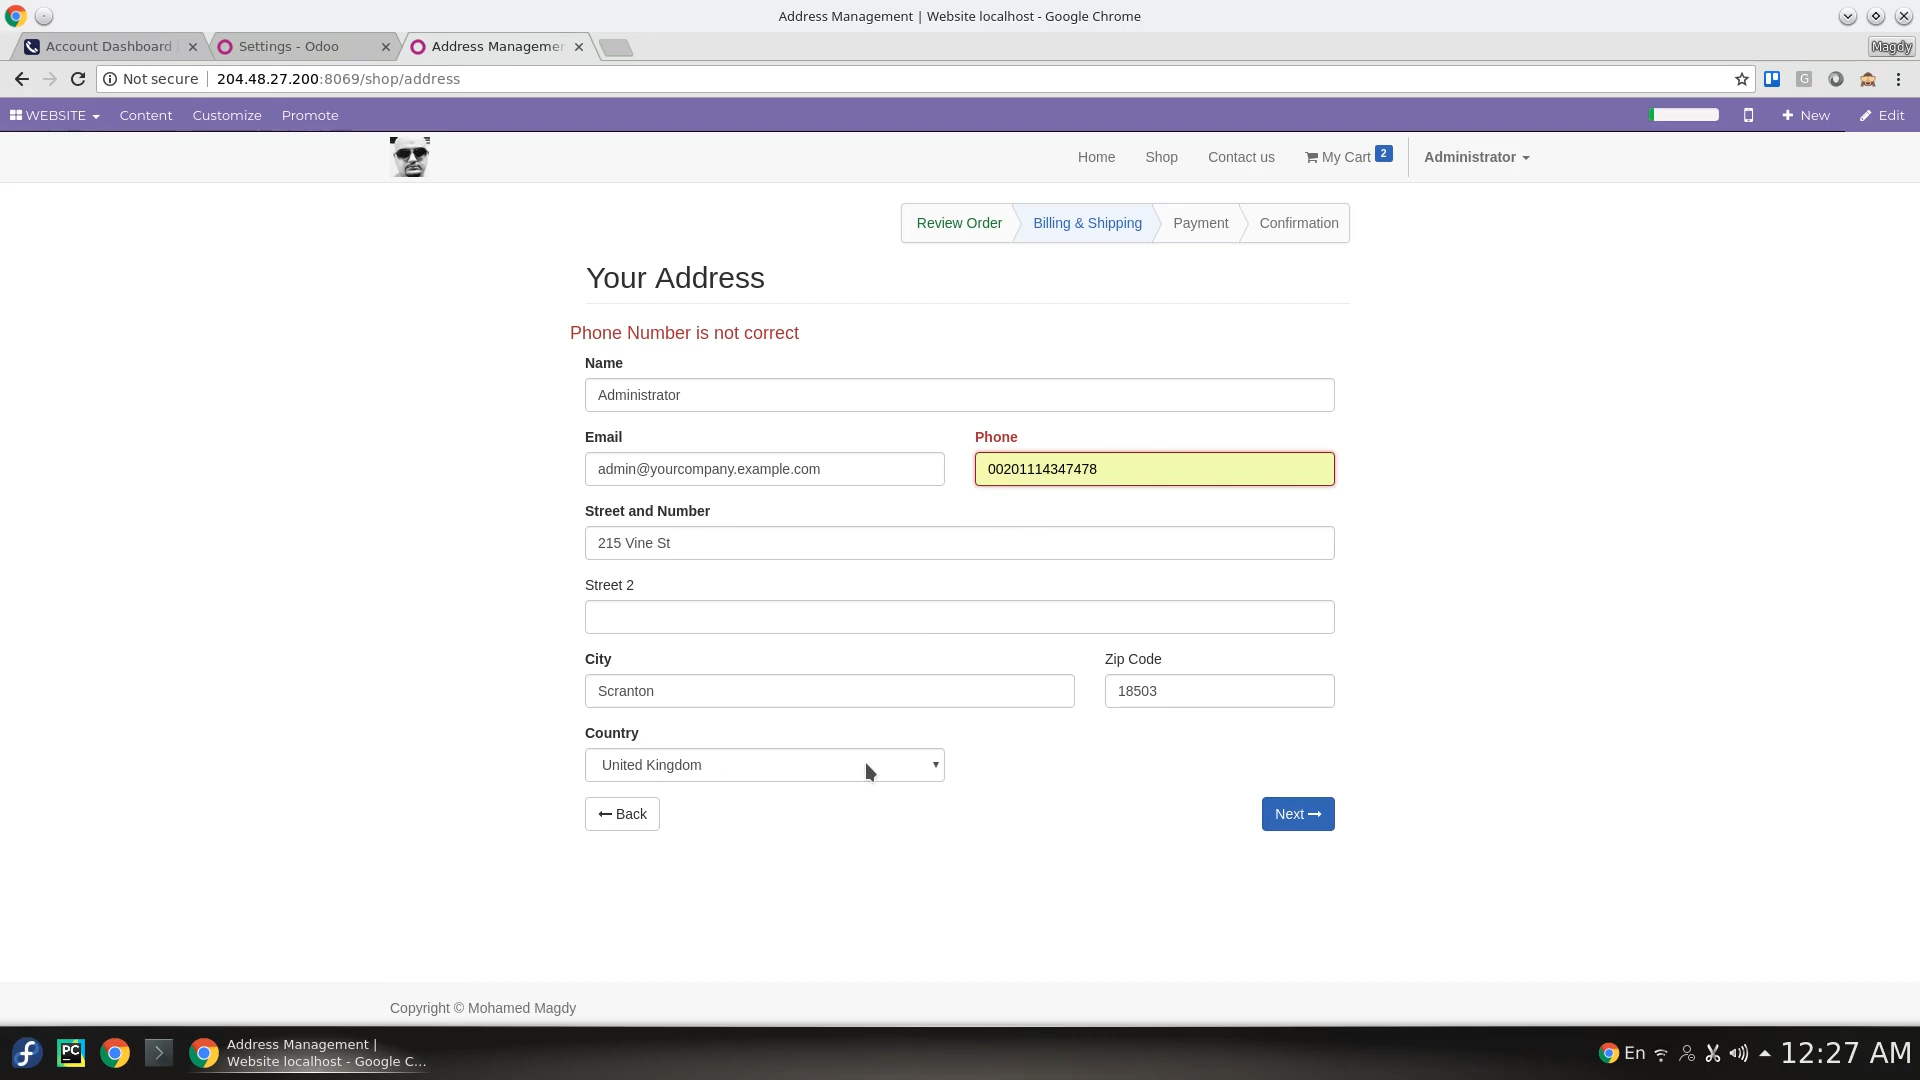 Address Management | Website localhost - Google Chrome
Account Dashboard
Settings - Odoo
Address Managemen
Magdy
Not secure
204.48.27.200:8069/shop/address
G
WEBSITE
Content
Customize
Promote
New
Edit
Home
Shop
Contact us
My Cart 2
Administrator
Review Order
Billing & Shipping
Payment
Confirmation
Your Address
Phone Number is not correct
Name
Administrator
Email
Phone
admin@yourcompany.example.com
00201114347478
Street and Number
215 Vine St
Street 2
City
Zip Code
Scranton
18503
Country
United Kingdom
Back
Next
Copyright © Mohamed Magdy
PC
Address Management |
Website localhost - Google C...
En
12:27 AM